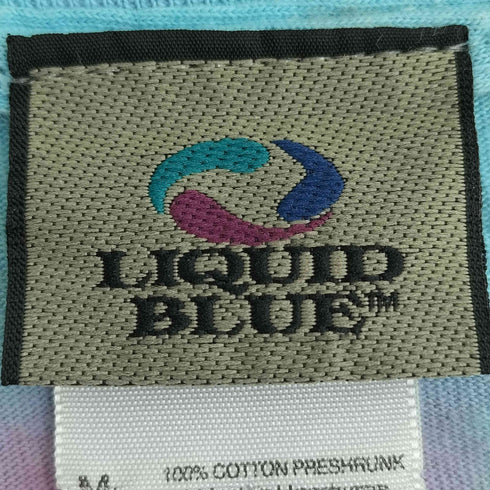 LIQUID
BLUE™
M
100% COTTON PRESHRUNK